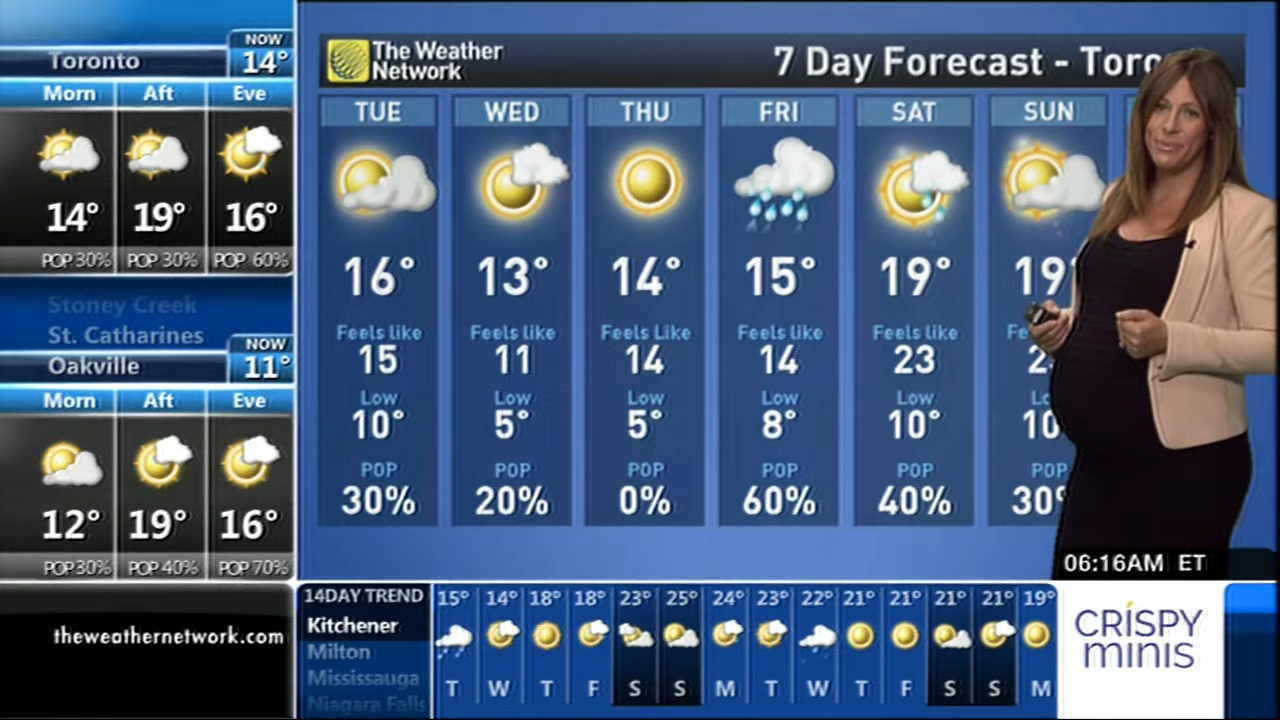 Toronto
NOW
14°
Morn Aft Eve
14° 19° 16°
POP 30% POP 30% POP 60%
Stoney Creek
St. Catharines
Oakville
NOW
11°
Morn Aft Eve
12° 19° 16°
POP 30% POP 40% POP 70%
theweathernetwork.com
The Weather
Network
7 Day Forecast - Toro
TUE WED THU FRI SAT SUN
16° 13° 14° 15° 19° 19°
Feels like Feels like Feels Like Feels like Feels like
15 11 14 14 23
Low Low Low Low Low Low
10° 5° 5° 8° 10° 10
POP POP POP POP POP POP
30% 20% 0% 60% 40% 30%
06:16AM ET
14DAY TREND
Kitchener
Milton
Mississauga
Niagara Falls
15° 14° 18° 18° 23° 25° 24° 23° 22° 21° 21° 21° 21° 19°
T W T F S S M T W T F S S M
CRÍSPY
mınıs